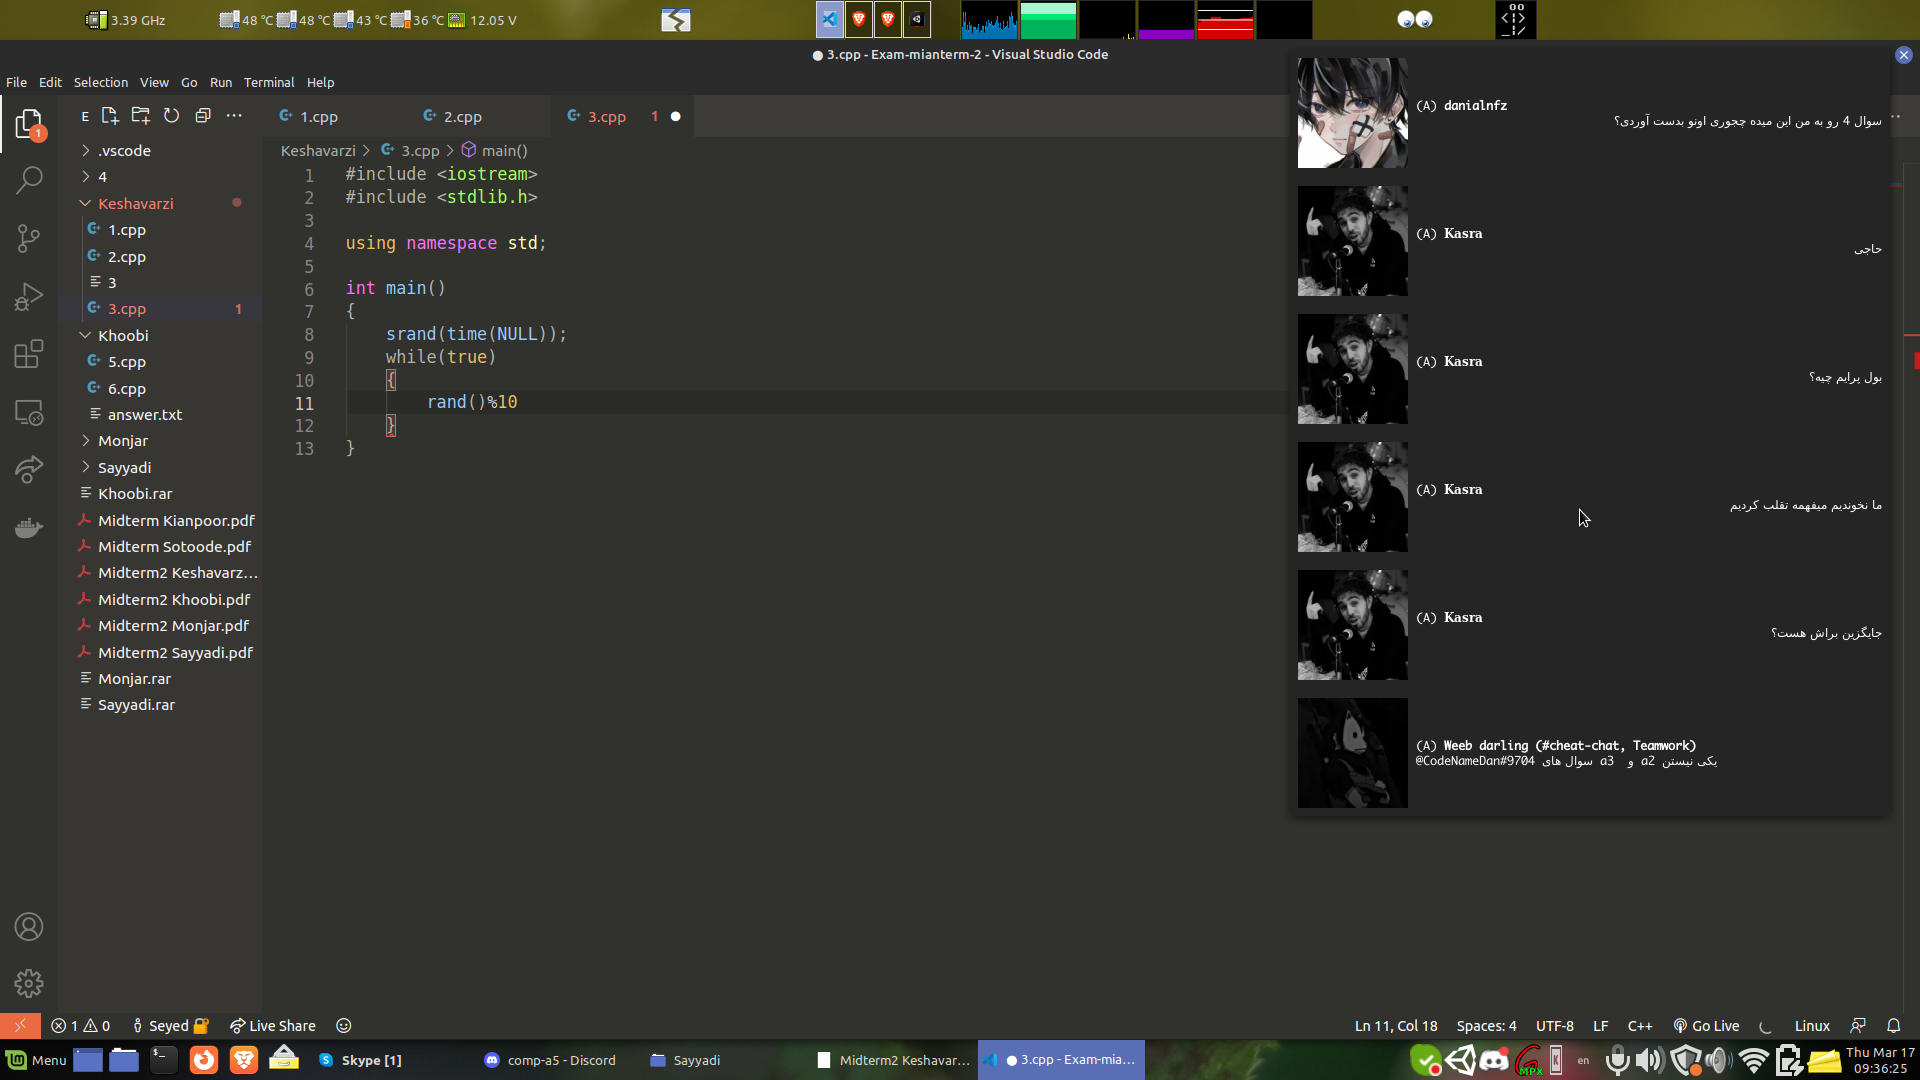 3.39 GHz
48 °C
48 °C
43 °C
36 °C
12.05 V
● 3.cpp - Exam-mianterm-2 - Visual Studio Code
File Edit Selection View Go Run Terminal Help
E
1.cpp
2.cpp
3.cpp 1 ●
Keshavarzi > 3.cpp > main()
1
.vscode
4
Keshavarzi
1.cpp
2.cpp
3
3.cpp 1
Khoobi
5.cpp
6.cpp
answer.txt
Monjar
Sayyadi
Khoobi.rar
Midterm Kianpoor.pdf
Midterm Sotoode.pdf
Midterm2 Keshavarz...
Midterm2 Khoobi.pdf
Midterm2 Monjar.pdf
Midterm2 Sayyadi.pdf
Monjar.rar
Sayyadi.rar
1 #include <iostream>
2 #include <stdlib.h>
3
4 using namespace std;
5
6 int main()
7 {
8 srand(time(NULL));
9 while(true)
10 {
11 rand()%10
12 }
13 }
(A) danialnfz
سوال 4 رو به من این میده چجوری اونو بدست آوردی؟
(A) Kasra
حاجی
(A) Kasra
بول پرایم چیه؟
(A) Kasra
ما نخوندیم میفهمه تقلب کردیم
(A) Kasra
جایگزین براش هست؟
(A) Weeb darling (#cheat-chat, Teamwork)
@CodeNameDan#9704 سوال های a3 و a2 یکی نیستن
1 0 Seyed Live Share
Ln 11, Col 18 Spaces: 4 UTF-8 LF C++ Go Live Linux
Menu
Skype [1]
comp-a5 - Discord
Sayyadi
Midterm2 Keshavar...
● 3.cpp - Exam-mia...
MPX
en
Thu Mar 17
09:36:25